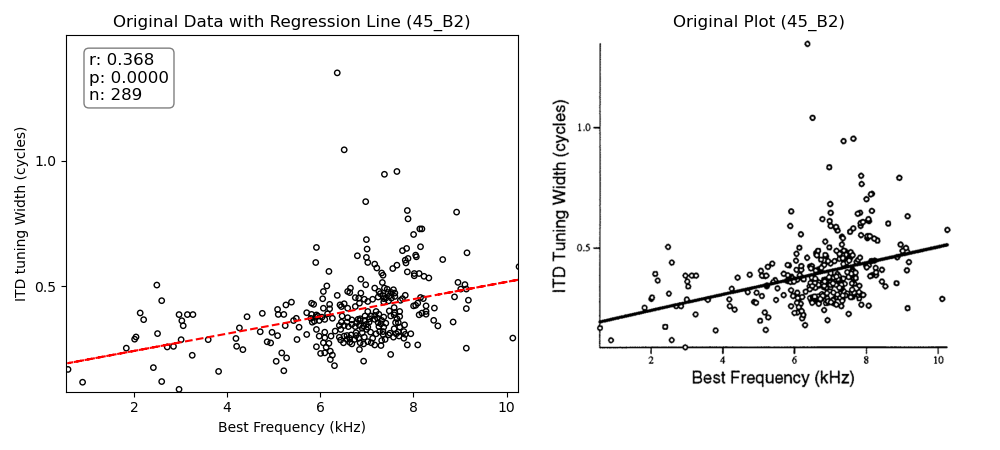 Original Data with Regression Line (45_B2)
r: 0.368
p: 0.0000
n: 289
1.0
0.5
ITD tuning Width (cycles)
2 4 6 8 10
Best Frequency (kHz)
Original Plot (45_B2)
1.0
0.5
ITD Tuning Width (cycles)
2 4 6 8 10
Best Frequency (kHz)